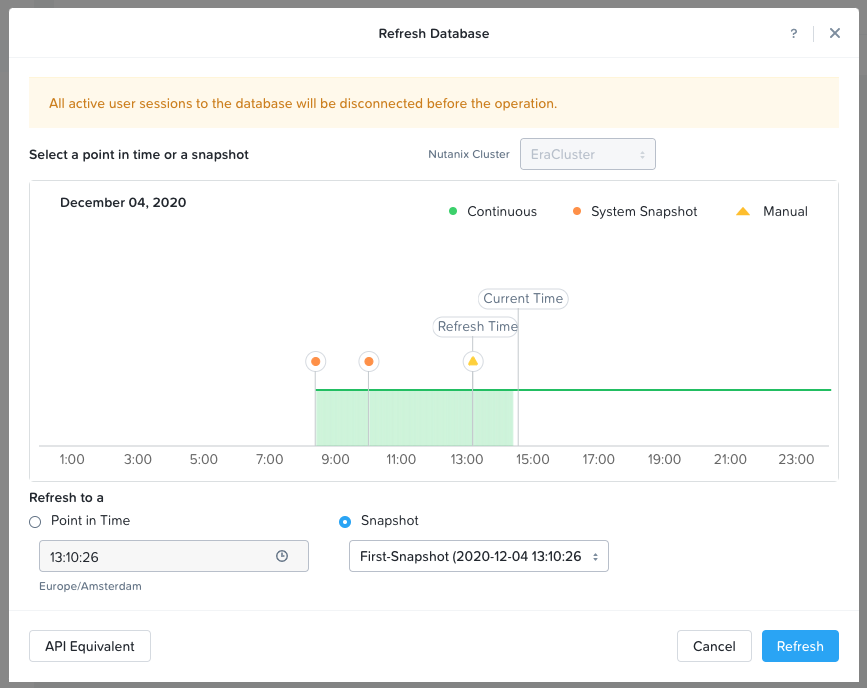 Refresh Database
?
All active user sessions to the database will be disconnected before the operation.
Select a point in time or a snapshot
Nutanix Cluster
EraCluster
December 04, 2020
Continuous
System Snapshot
Manual
Current Time
Refresh Time
1:00 3:00 5:00 7:00 9:00 11:00 13:00 15:00 17:00 19:00 21:00 23:00
Refresh to a
Point in Time
Snapshot
13:10:26
First-Snapshot (2020-12-04 13:10:26
Europe/Amsterdam
API Equivalent
Cancel
Refresh